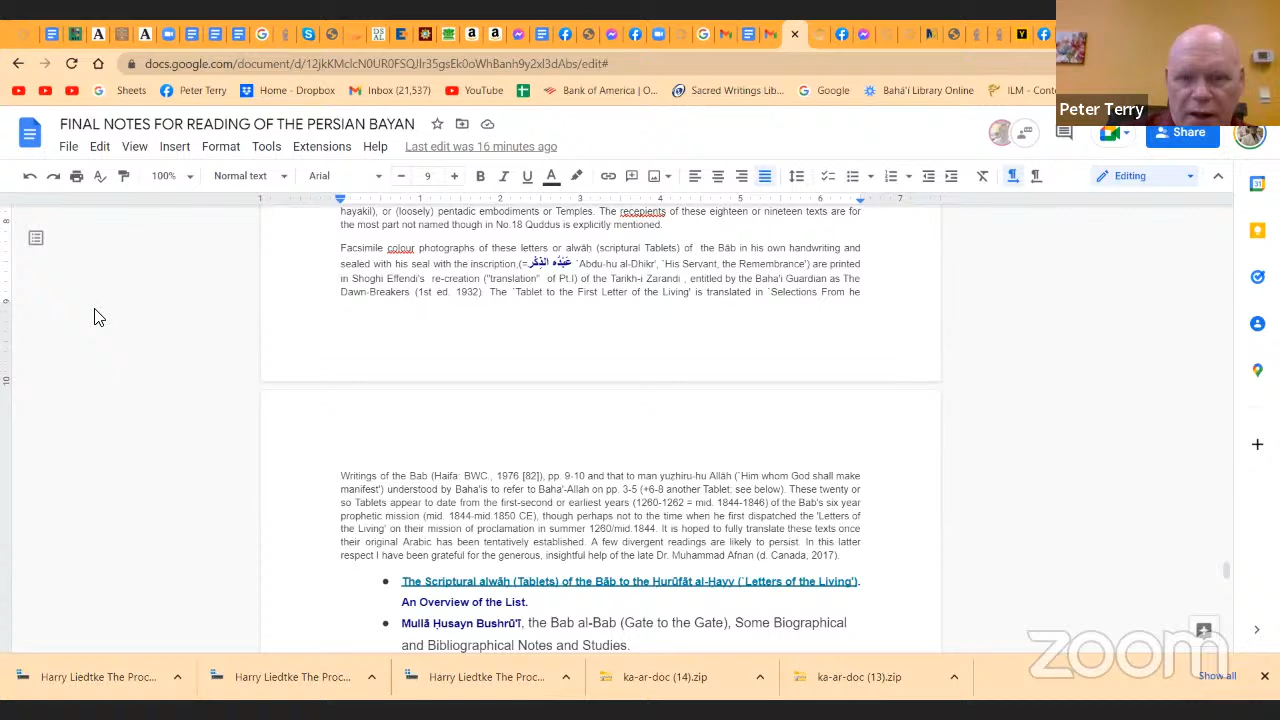 docs.google.com/document/d/12jkKMclcN0UR0FSQJlr35gsEk0oWhBanh9y2xl3dAbs/edit#
Sheets Peter Terry Home - Dropbox Inbox (21,537) YouTube Bank of America | O... Sacred Writings Lib... Google Bahá'í Library Online ILM - Conte
Peter Terry
FINAL NOTES FOR READING OF THE PERSIAN BAYAN
File Edit View Insert Format Tools Extensions Help Last edit was 16 minutes ago
Share
100% Normal text Arial 9 Editing
1 1 2 3 4 5 6 7
hayakil), or (loosely) pentadic embodiments or Temples. The recepients of these eighteen or nineteen texts are for
the most part not named though in No.18 Quddus is explicitly mentioned.
Facsimile colour photographs of these letters or alwāḥ (scriptural Tablets) of the Bāb in his own handwriting and
sealed with his seal with the inscription,(= عَبْدُه الذِكْر `Abdu-hu al-Dhikr', `His Servant, the Remembrance') are printed
in Shoghi Effendi's re-creation ("translation" of Pt.I) of the Tarikh-i Zarandi , entitled by the Baha'i Guardian as The
Dawn-Breakers (1st ed. 1932). The `Tablet to the First Letter of the Living' is translated in `Selections From he
Writings of the Bab (Haifa: BWC., 1976 [82]), pp. 9-10 and that to man yuẓhiru-hu Allāh (`Him whom God shall make
manifest') understood by Baha'is to refer to Baha'-Allah on pp. 3-5 (+6-8 another Tablet: see below). These twenty or
so Tablets appear to date from the first-second or earliest years (1260-1262 = mid. 1844-1846) of the Bab's six year
prophetic mission (mid. 1844-mid.1850 CE), though perhaps not to the time when he first dispatched the 'Letters of
the Living' on their mission of proclamation in summer 1260/mid.1844. It is hoped to fully translate these texts once
their original Arabic has been tentatively established. A few divergent readings are likely to persist. In this latter
respect I have been grateful for the generous, insightful help of the late Dr. Muhammad Afnan (d. Canada, 2017).
● The Scriptural alwāḥ (Tablets) of the Bāb to the Ḥurūfāt al-Ḥayy (`Letters of the Living').
An Overview of the List.
● Mullā Ḥusayn Bushrū'ī, the Bab al-Bab (Gate to the Gate), Some Biographical
and Bibliographical Notes and Studies.
zoom
Harry Liedtke The Proc... Harry Liedtke The Proc... Harry Liedtke The Proc... ka-ar-doc (14).zip ka-ar-doc (13).zip Show all